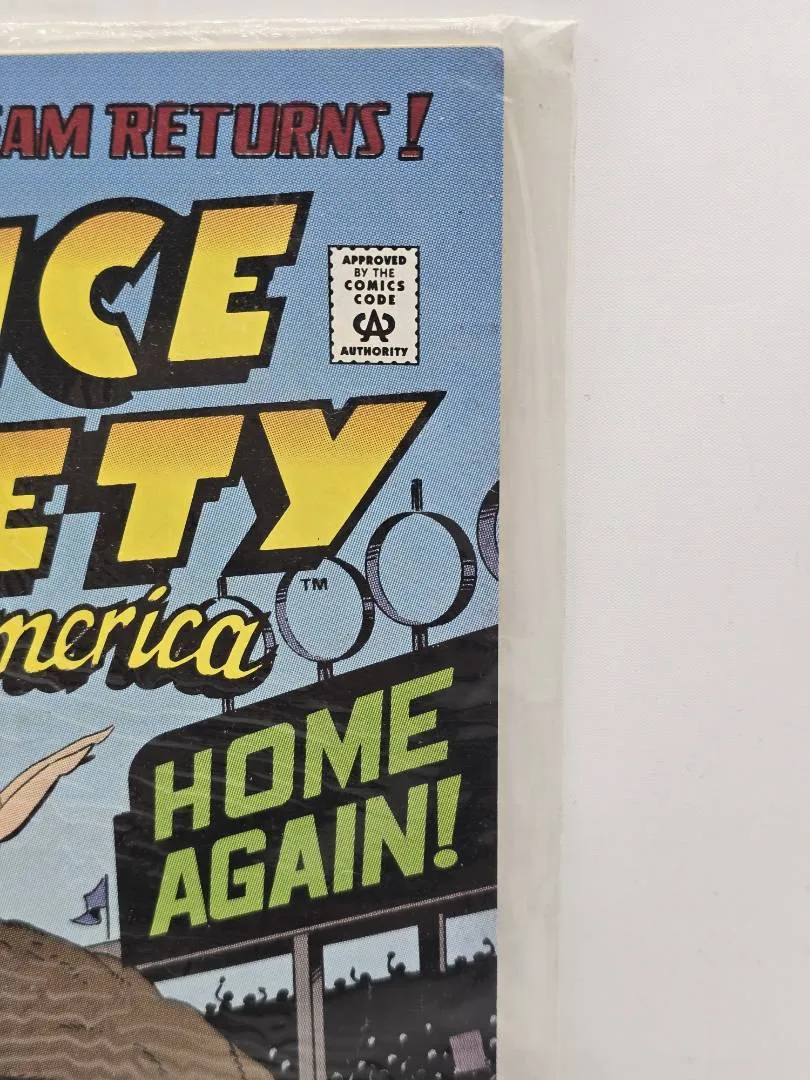 EAM RETURNS!
ICE
APPROVED
BY THE
COMICS
CODE
CA
AUTHORITY
ETY
TM
merica
HOME
AGAIN!